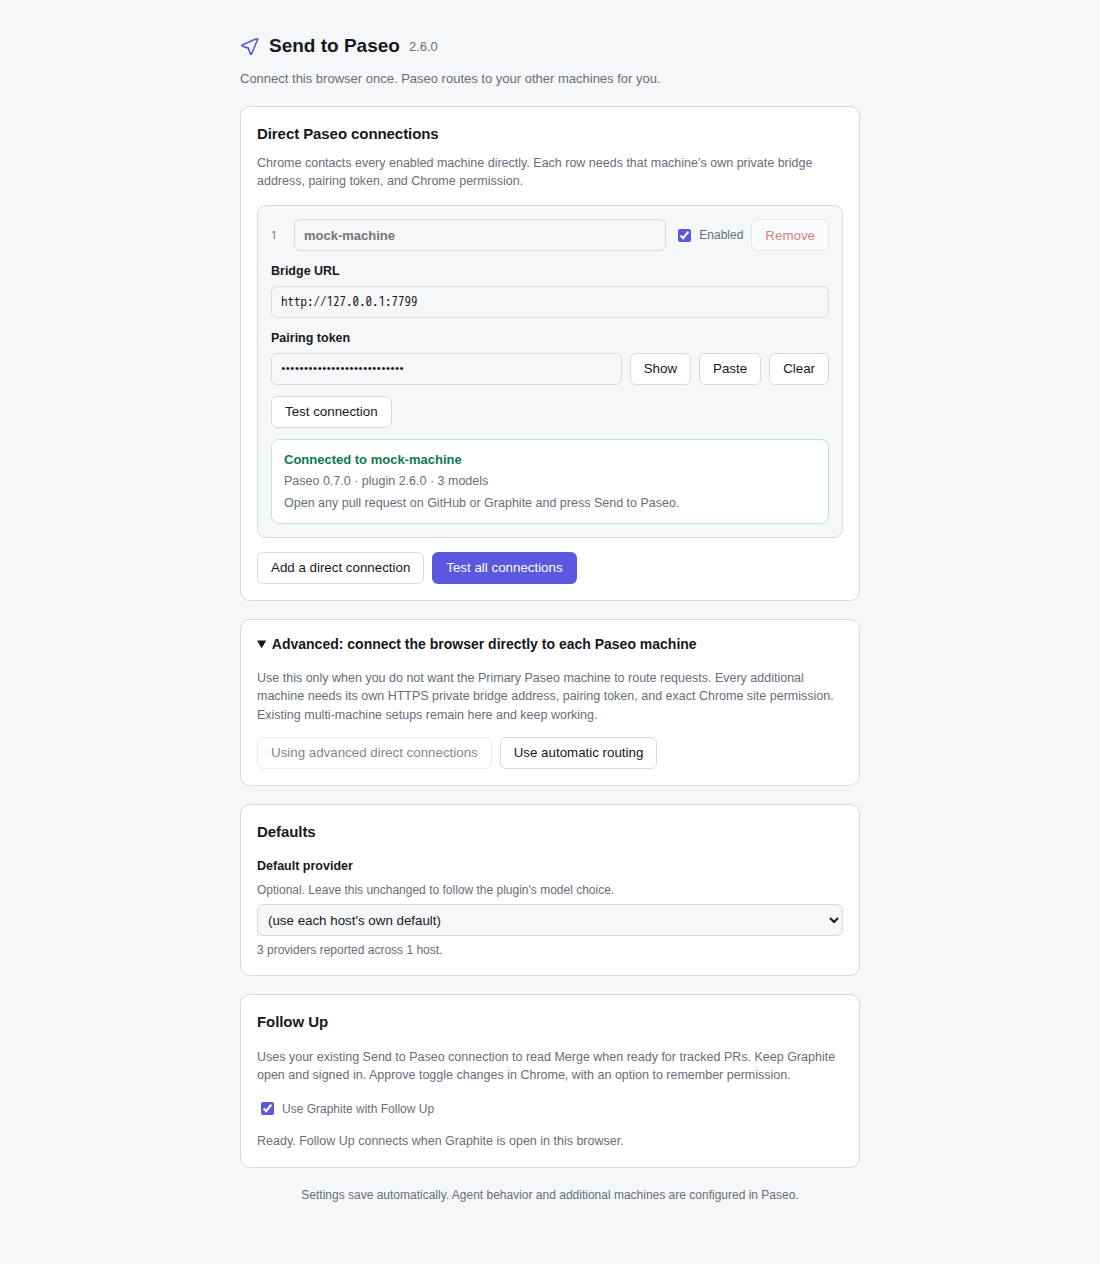 Send to Paseo 2.6.0
Connect this browser once. Paseo routes to your other machines for you.
Direct Paseo connections
Chrome contacts every enabled machine directly. Each row needs that machine's own private bridge
address, pairing token, and Chrome permission.
1 mock-machine Enabled Remove
Bridge URL
http://127.0.0.1:7799
Pairing token
••••••••••••••••••••••••••• Show Paste Clear
Test connection
Connected to mock-machine
Paseo 0.7.0 · plugin 2.6.0 · 3 models
Open any pull request on GitHub or Graphite and press Send to Paseo.
Add a direct connection Test all connections
Advanced: connect the browser directly to each Paseo machine
Use this only when you do not want the Primary Paseo machine to route requests. Every additional
machine needs its own HTTPS private bridge address, pairing token, and exact Chrome site permission.
Existing multi-machine setups remain here and keep working.
Using advanced direct connections Use automatic routing
Defaults
Default provider
Optional. Leave this unchanged to follow the plugin's model choice.
(use each host's own default)
3 providers reported across 1 host.
Follow Up
Uses your existing Send to Paseo connection to read Merge when ready for tracked PRs. Keep Graphite
open and signed in. Approve toggle changes in Chrome, with an option to remember permission.
Use Graphite with Follow Up
Ready. Follow Up connects when Graphite is open in this browser.
Settings save automatically. Agent behavior and additional machines are configured in Paseo.